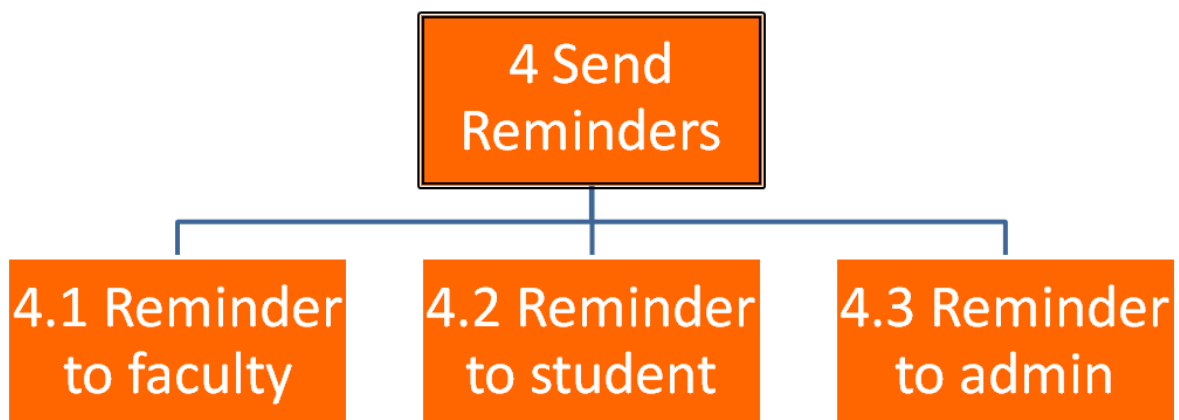 4 Send
Reminders
4.1 Reminder
to faculty
4.2 Reminder
to student
4.3 Reminder
to admin